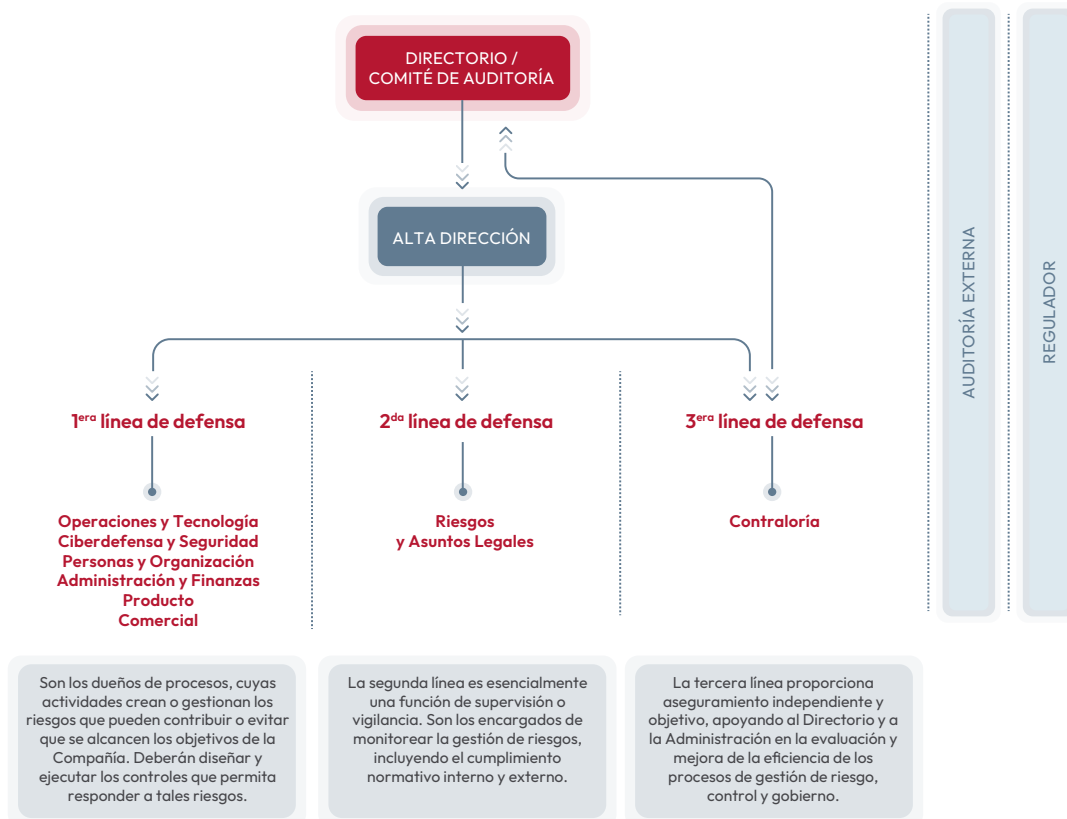 DIRECTORIO /
COMITÉ DE AUDITORÍA
ALTA DIRECCIÓN
1era línea de defensa
Operaciones y Tecnología
Ciberdefensa y Seguridad
Personas y Organización
Administración y Finanzas
Producto
Comercial
Son los dueños de procesos, cuyas
actividades crean o gestionan los
riesgos que pueden contribuir o evitar
que se alcancen los objetivos de la
Compañía. Deberán diseñar y
ejecutar los controles que permita
responder a tales riesgos.
2da línea de defensa
Riesgos
y Asuntos Legales
La segunda línea es esencialmente
una función de supervisión o
vigilancia. Son los encargados de
monitorear la gestión de riesgos,
incluyendo el cumplimiento
normativo interno y externo.
3era línea de defensa
Contraloría
La tercera línea proporciona
aseguramiento independiente y
objetivo, apoyando al Directorio y a
la Administración en la evaluación y
mejora de la eficiencia de los
procesos de gestión de riesgo,
control y gobierno.
AUDITORÍA EXTERNA
REGULADOR